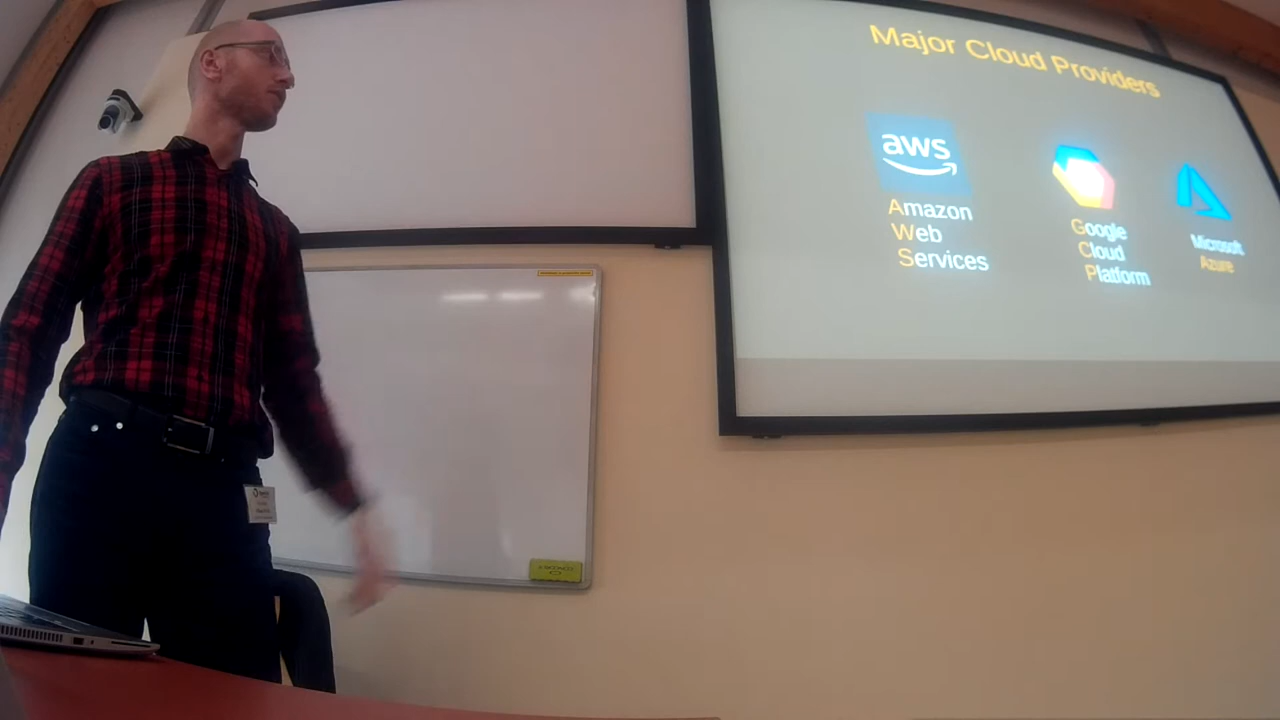 Major Cloud Providers
aws
Amazon
Web
Services
Google
Cloud
Platform
Microsoft
Azure